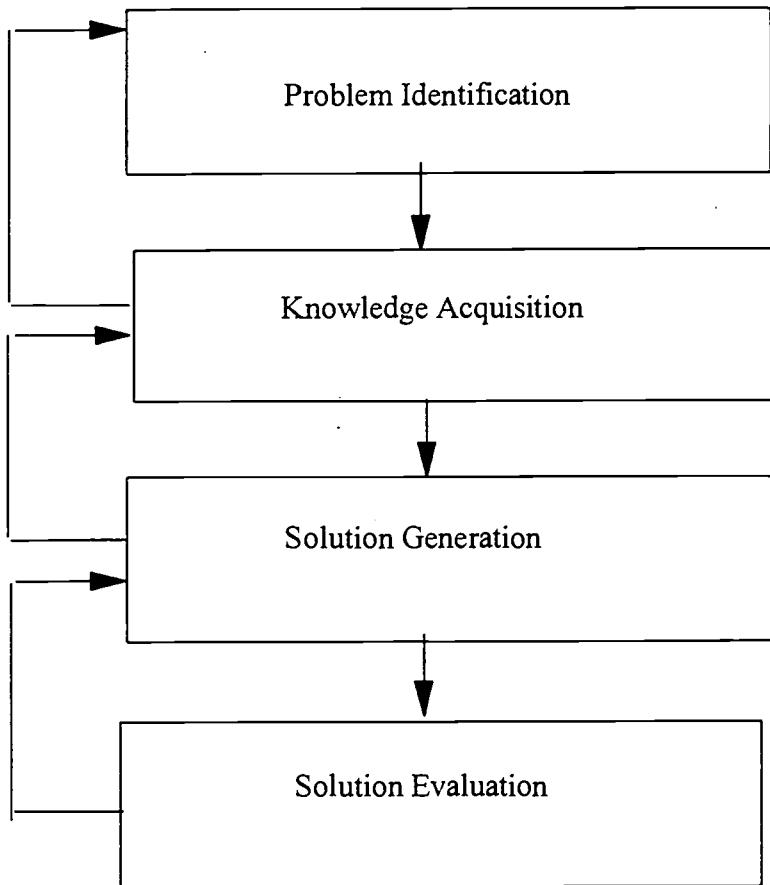 Problem Identification
Knowledge Acquisition
Solution Generation
Solution Evaluation